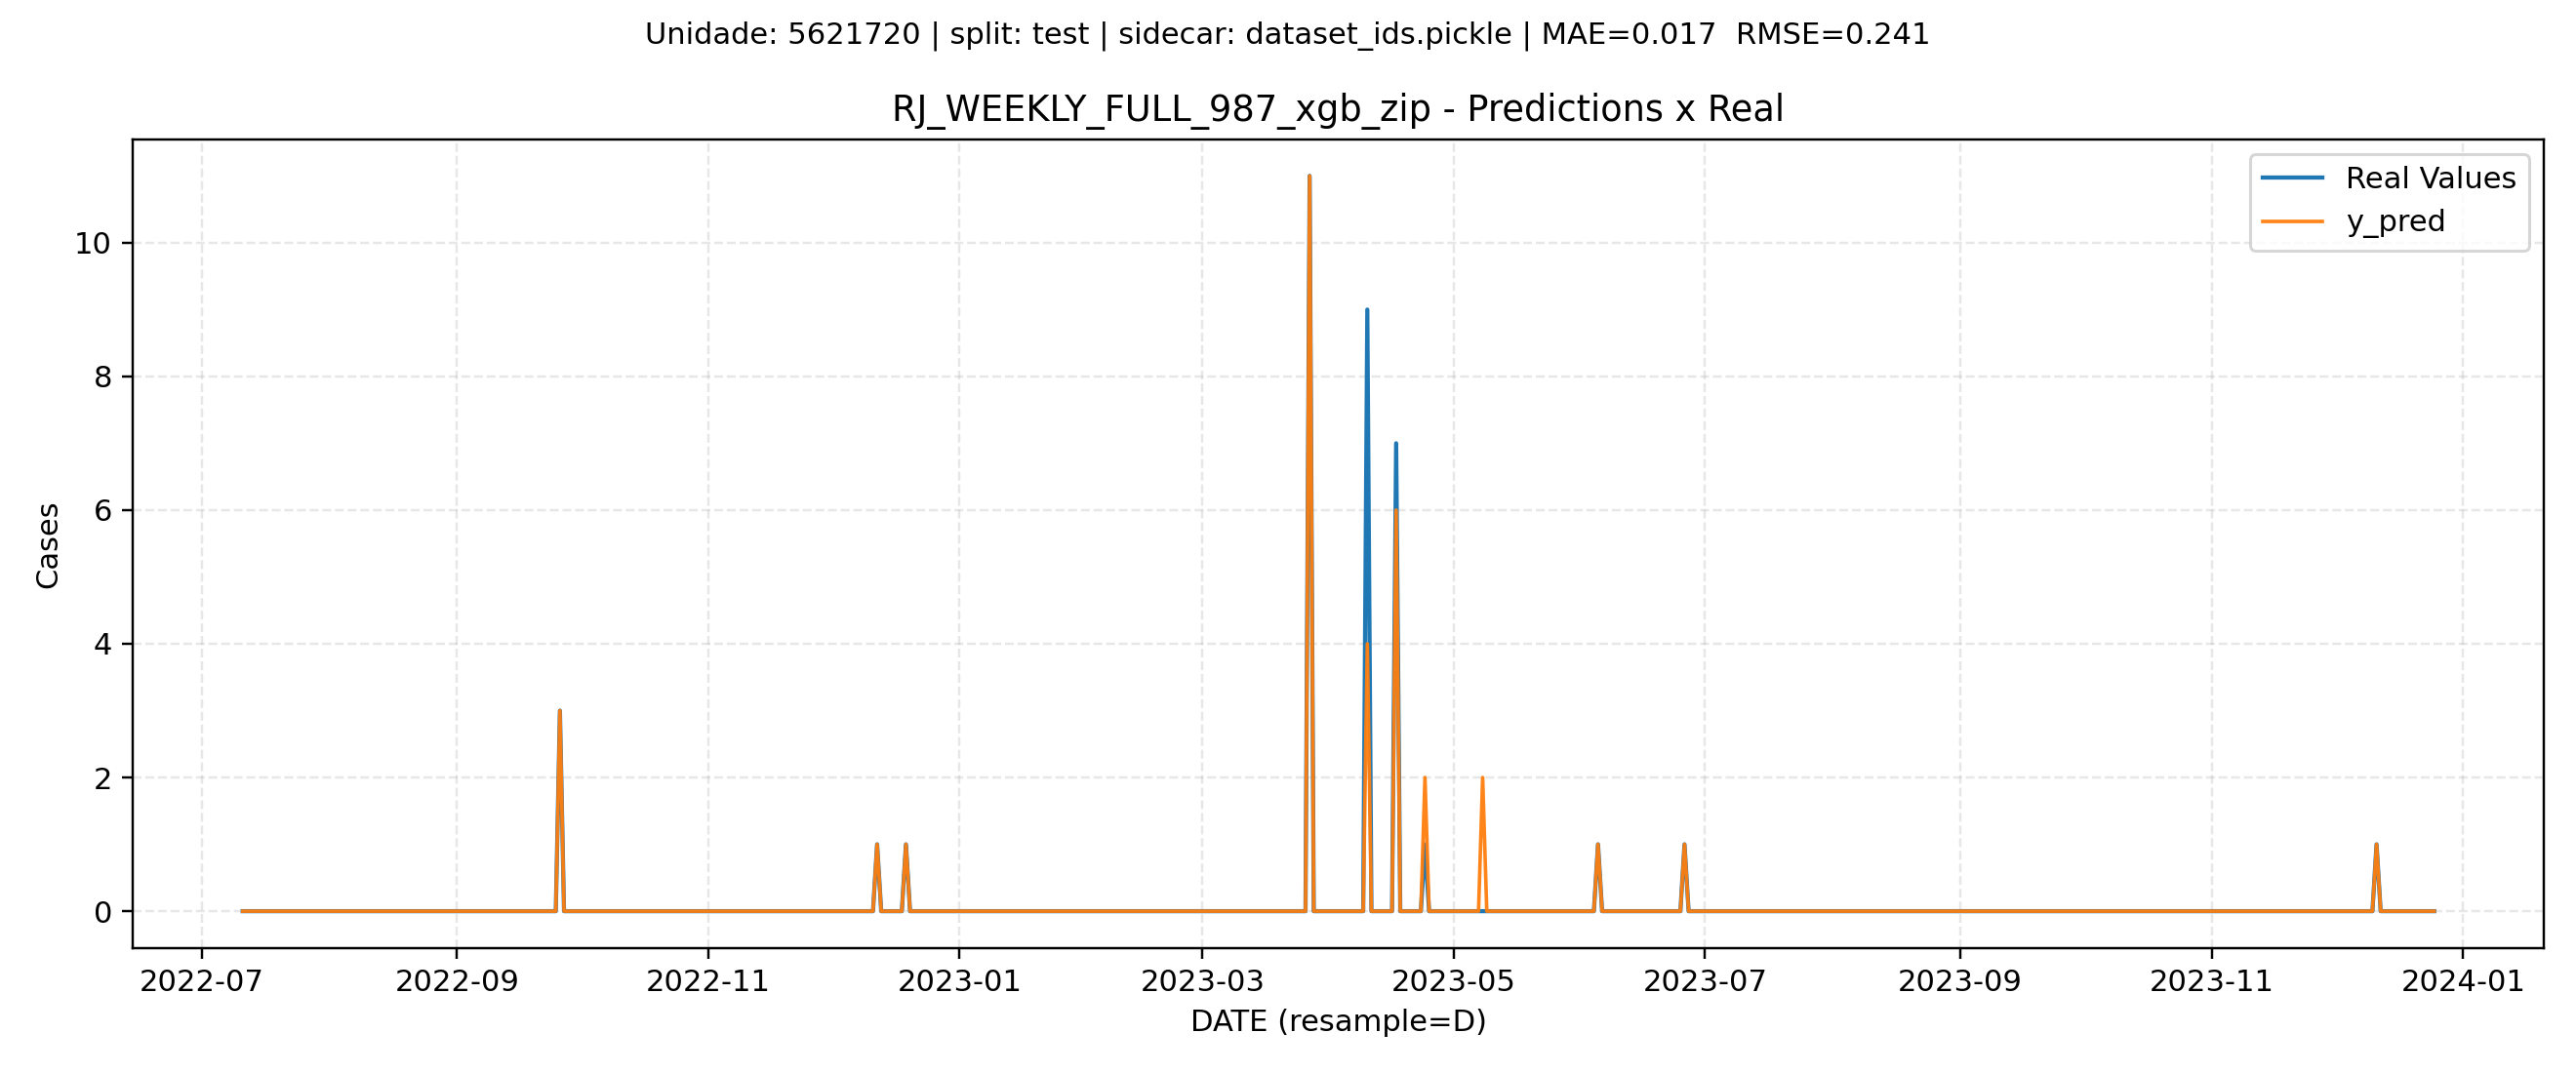 Unidade: 5621720 | split: test | sidecar: dataset_ids.pickle | MAE=0.017  RMSE=0.241
RJ_WEEKLY_FULL_987_xgb_zip - Predictions x Real
Real Values
y_pred
Cases
10
8
6
4
2
0
2022-07 2022-09 2022-11 2023-01 2023-03 2023-05 2023-07 2023-09 2023-11 2024-01
DATE (resample=D)